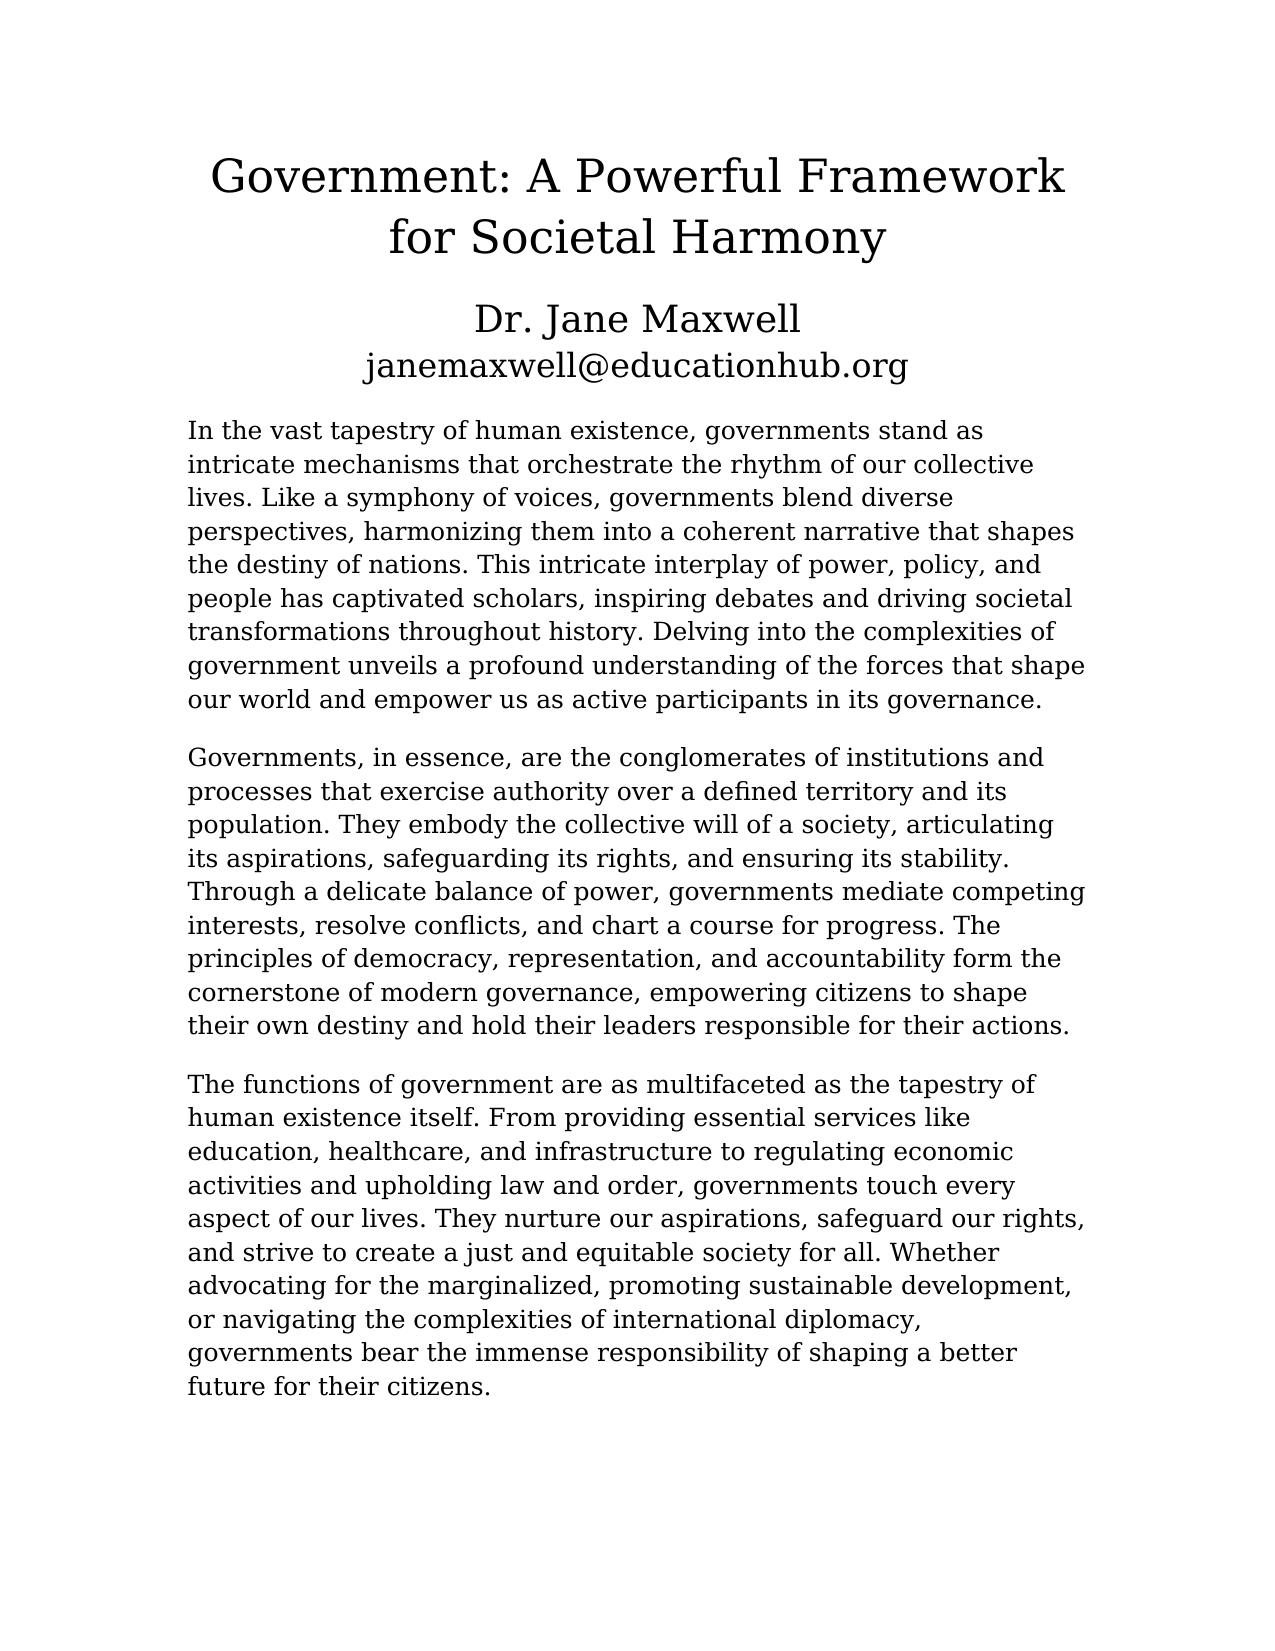 Government: A Powerful Framework
for Societal Harmony
Dr. Jane Maxwell
janemaxwell@educationhub.org
In the vast tapestry of human existence, governments stand as
intricate mechanisms that orchestrate the rhythm of our collective
lives. Like a symphony of voices, governments blend diverse
perspectives, harmonizing them into a coherent narrative that shapes
the destiny of nations. This intricate interplay of power, policy, and
people has captivated scholars, inspiring debates and driving societal
transformations throughout history. Delving into the complexities of
government unveils a profound understanding of the forces that shape
our world and empower us as active participants in its governance.
Governments, in essence, are the conglomerates of institutions and
processes that exercise authority over a defined territory and its
population. They embody the collective will of a society, articulating
its aspirations, safeguarding its rights, and ensuring its stability.
Through a delicate balance of power, governments mediate competing
interests, resolve conflicts, and chart a course for progress. The
principles of democracy, representation, and accountability form the
cornerstone of modern governance, empowering citizens to shape
their own destiny and hold their leaders responsible for their actions.
The functions of government are as multifaceted as the tapestry of
human existence itself. From providing essential services like
education, healthcare, and infrastructure to regulating economic
activities and upholding law and order, governments touch every
aspect of our lives. They nurture our aspirations, safeguard our rights,
and strive to create a just and equitable society for all. Whether
advocating for the marginalized, promoting sustainable development,
or navigating the complexities of international diplomacy,
governments bear the immense responsibility of shaping a better
future for their citizens.